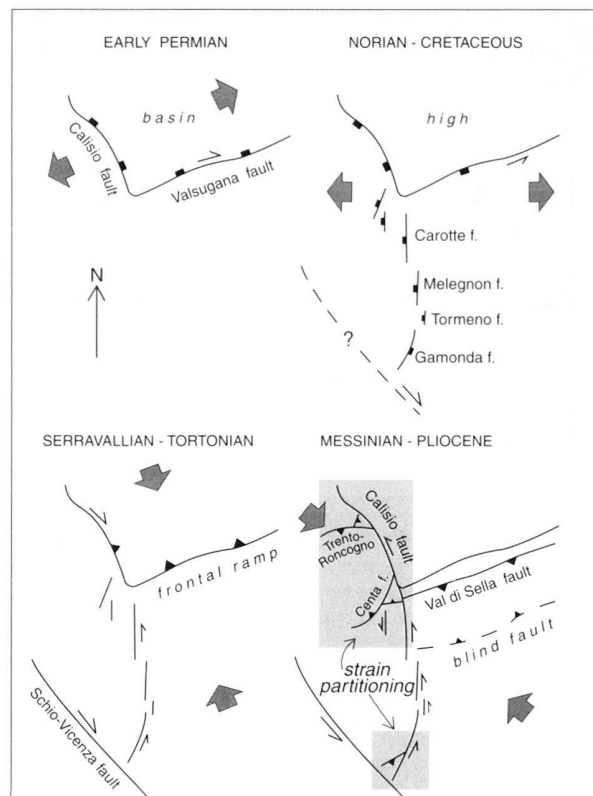 EARLY PERMIAN
basin
Calisio fault
Valsugana fault
N
NORIAN - CRETACEOUS
high
Carotte f.
Melegnon f.
Tormeno f.
Gamonda f.
?
SERRAVALLIAN - TORTONIAN
frontal ramp
Schio-Vicenza fault
MESSINIAN - PLIOCENE
Calisio fault
Trento-
Roncogno
Centa f.
Val di Sella fault
blind fault
strain
partitioning